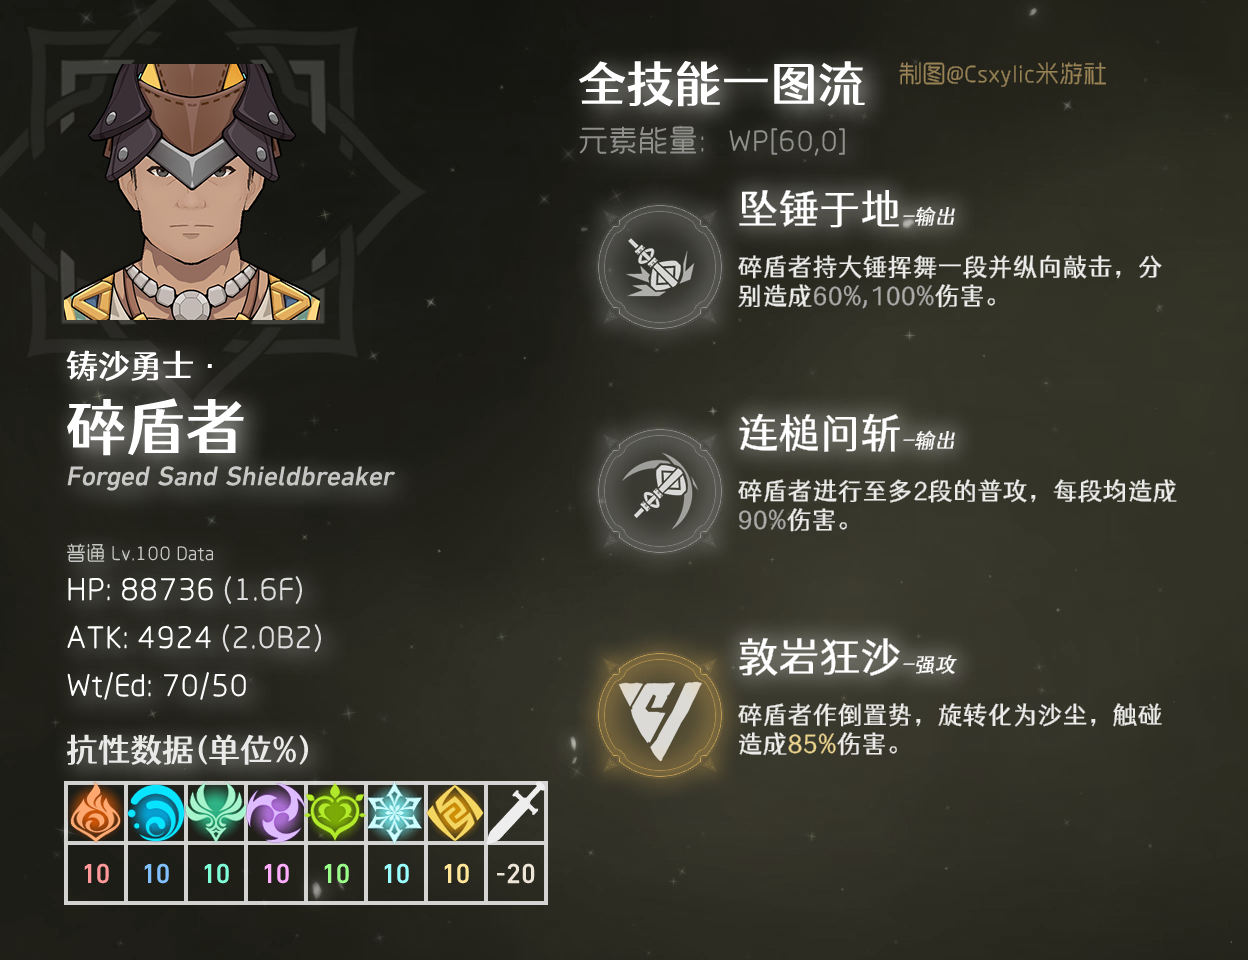 全技能一图流
制图@Csxylic米游社
元素能量: WP[60,0]
坠锤于地-输出
碎盾者持大锤挥舞一段并纵向敲击，分
别造成60%,100%伤害。
铸沙勇士·
碎盾者
Forged Sand Shieldbreaker
连槌问斩-输出
碎盾者进行至多2段的普攻，每段均造成
90%伤害。
普通 Lv.100 Data
HP: 88736 (1.6F)
ATK: 4924 (2.0B2)
Wt/Ed: 70/50
敦岩狂沙-强攻
碎盾者作倒置势，旋转化为沙尘，触碰
造成85%伤害。
抗性数据(单位%)
10 10 10 10 10 10 10 -20